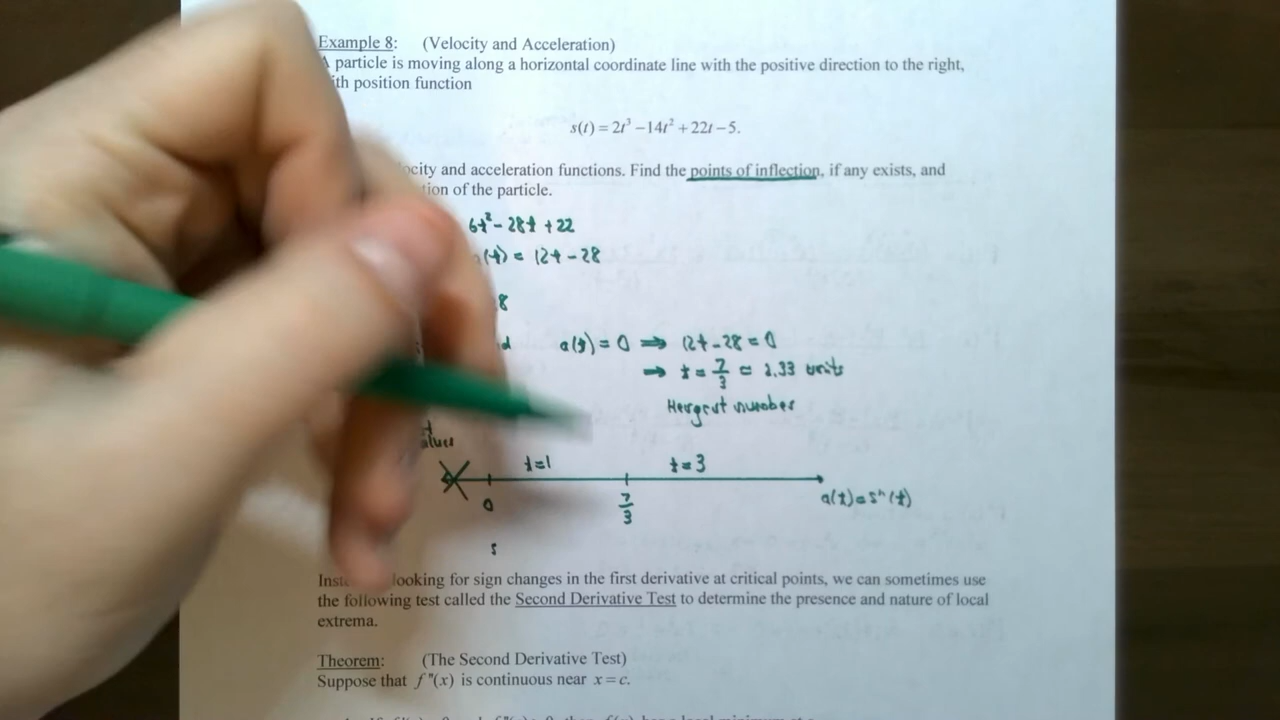 Example 8: (Velocity and Acceleration)
particle is moving along a horizontal coordinate line with the positive direction to the right,
position function
s(t) = 2t³ − 14t² + 22t − 5.
and acceleration functions. Find the points of inflection, if any exists, and
of the particle.
6t² - 28t + 22
= 12t - 28
8
a(t) = 0 ⟹ 12t - 28 = 0
⟹ t = 7/3 = 2.33 units
number
t=1 t=3
0 7/3 a(t) = s''(t)
s
looking for sign changes in the first derivative at critical points, we can sometimes use
the following test called the Second Derivative Test to determine the presence and nature of local
extrema.
Theorem: (The Second Derivative Test)
Suppose that f "(x) is continuous near x = c.